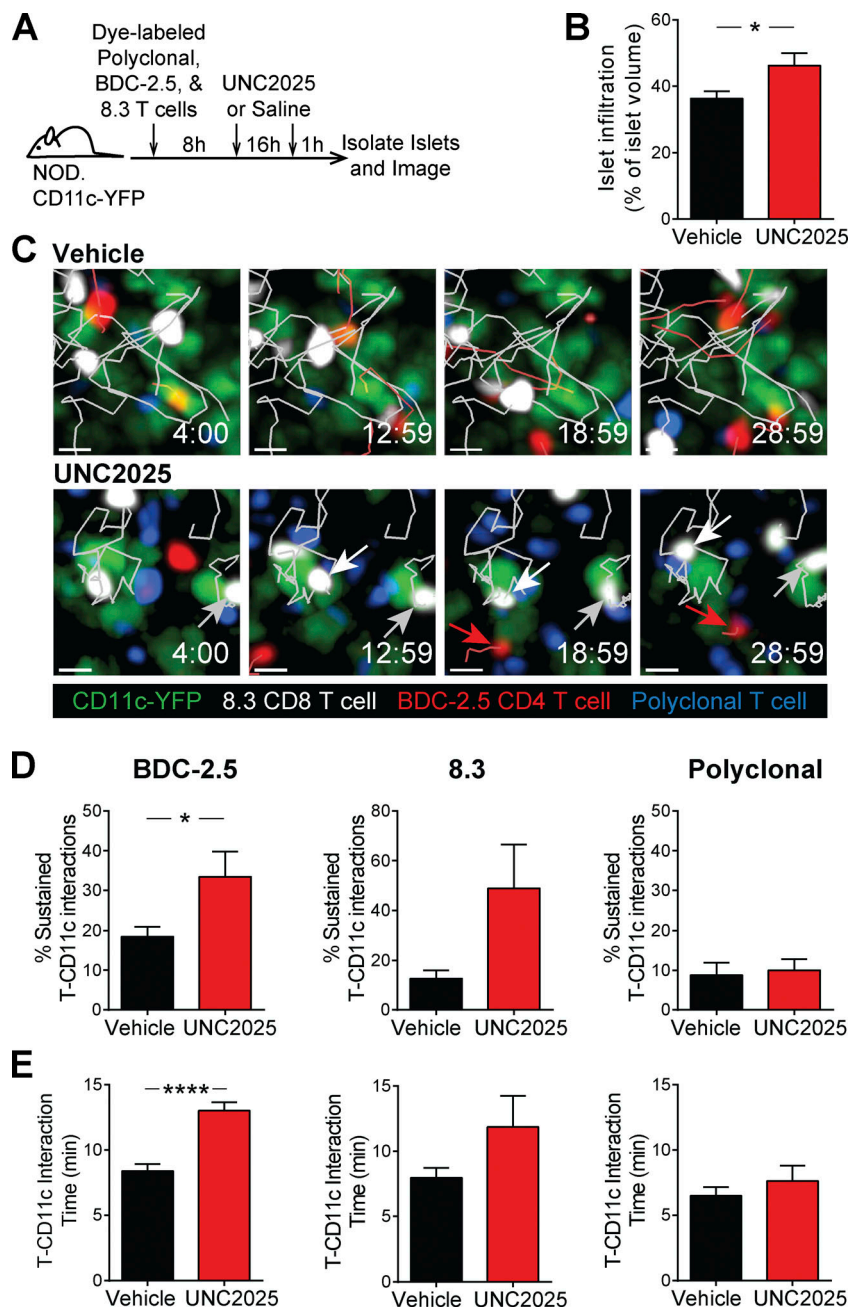 A
Dye-labeled
Polyclonal,
BDC-2.5, &
8.3 T cells
UNC2025
or Saline
8h
16h
1h
Isolate Islets
and Image
NOD.
CD11c-YFP
B
Islet infiltration
(% of islet volume)
60
40
20
0
*
Vehicle
UNC2025
C
Vehicle
4:00
12:59
18:59
28:59
UNC2025
4:00
12:59
18:59
28:59
CD11c-YFP 8.3 CD8 T cell BDC-2.5 CD4 T cell Polyclonal T cell
D
BDC-2.5
% Sustained
T-CD11c interactions
50
40
30
20
10
0
*
Vehicle
UNC2025
8.3
% Sustained
T-CD11c interactions
80
60
40
20
0
Vehicle
UNC2025
Polyclonal
% Sustained
T-CD11c interactions
50
40
30
20
10
0
Vehicle
UNC2025
E
T-CD11c Interaction
Time (min)
15
10
5
0
****
Vehicle
UNC2025
T-CD11c Interaction
Time (min)
15
10
5
0
Vehicle
UNC2025
T-CD11c Interaction
Time (min)
15
10
5
0
Vehicle
UNC2025